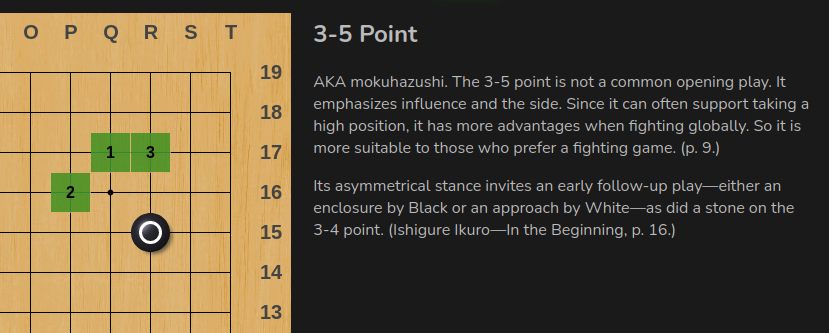 O P Q R S T
19
18
1 3 17
2 16
15
14
13
3-5 Point
AKA mokuhazushi. The 3-5 point is not a common opening play. It
emphasizes influence and the side. Since it can often support taking a
high position, it has more advantages when fighting globally. So it is
more suitable to those who prefer a fighting game. (p. 9.)
Its asymmetrical stance invites an early follow-up play—either an
enclosure by Black or an approach by White—as did a stone on the
3-4 point. (Ishigure Ikuro—In the Beginning, p. 16.)